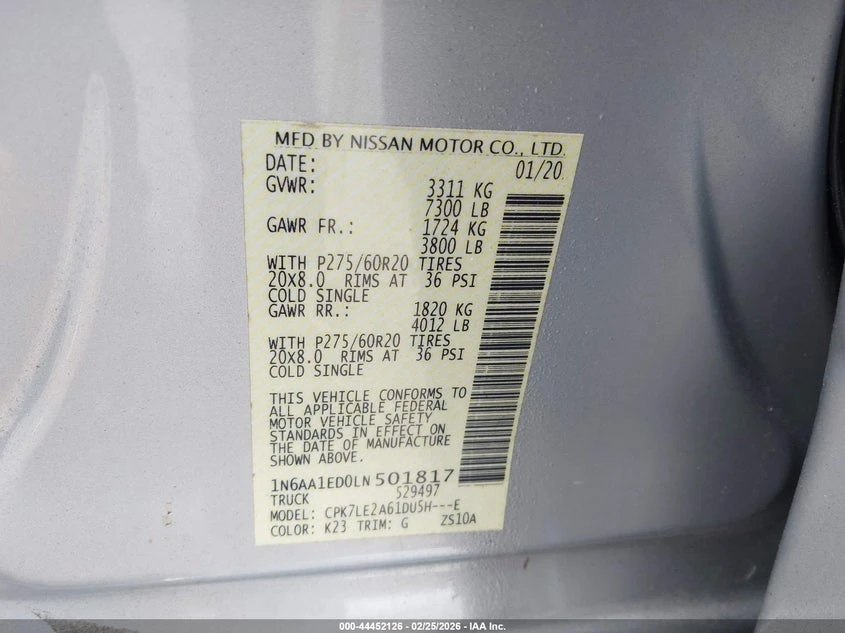 MFD BY NISSAN MOTOR CO., LTD.
DATE: 01/20
GVWR: 3311 KG
7300 LB
GAWR FR.: 1724 KG
3800 LB
WITH P275/60R20 TIRES
20X8.0 RIMS AT 36 PSI
COLD SINGLE
GAWR RR.: 1820 KG
4012 LB
WITH P275/60R20 TIRES
20X8.0 RIMS AT 36 PSI
COLD SINGLE
THIS VEHICLE CONFORMS TO
ALL APPLICABLE FEDERAL
MOTOR VEHICLE SAFETY
STANDARDS IN EFFECT ON
THE DATE OF MANUFACTURE
SHOWN ABOVE.
1N6AA1ED0LN501817
TRUCK 529497
MODEL: CPK7LE2A61DU5H---E
COLOR: K23 TRIM: G ZS10A
000-44452126 - 02/25/2026 - IAA Inc.